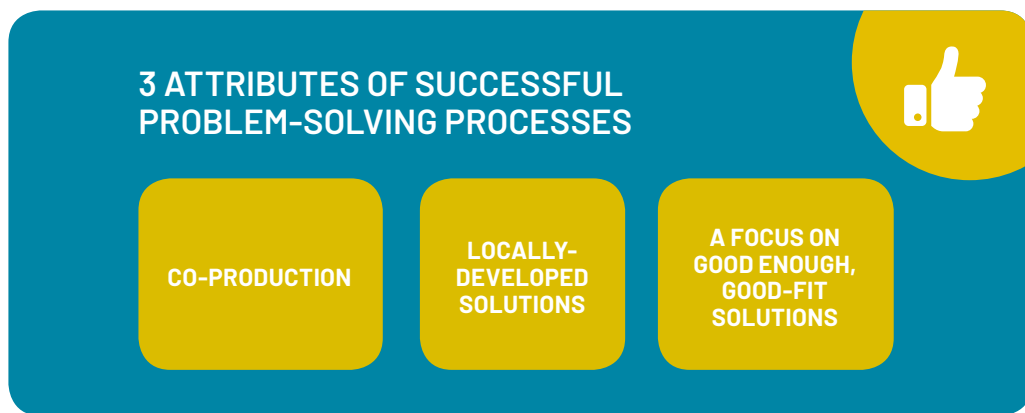 3 ATTRIBUTES OF SUCCESSFUL
PROBLEM-SOLVING PROCESSES
CO-PRODUCTION
LOCALLY-
DEVELOPED
SOLUTIONS
A FOCUS ON
GOOD ENOUGH,
GOOD-FIT
SOLUTIONS